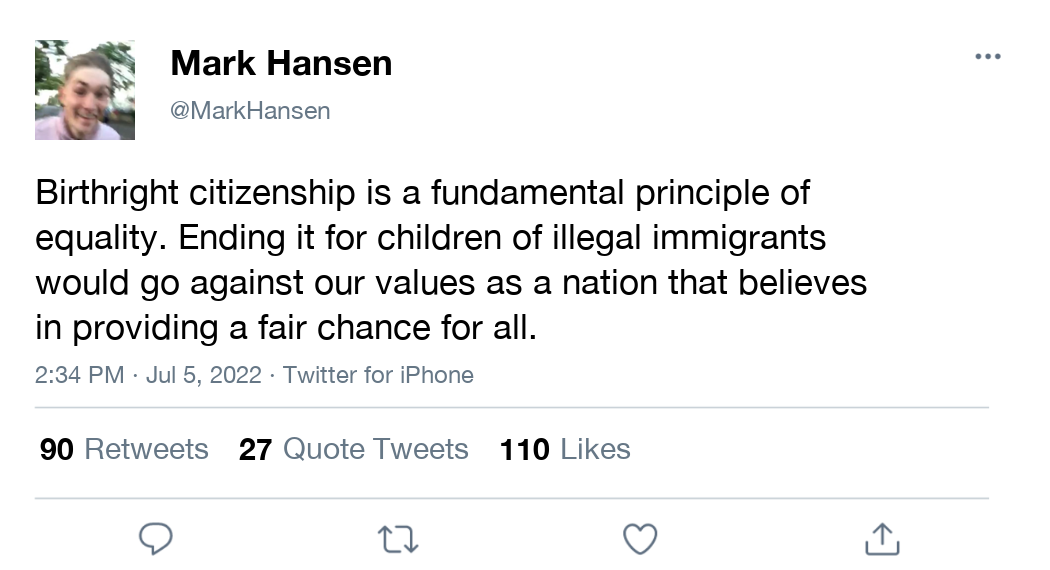 Mark Hansen
@MarkHansen
Birthright citizenship is a fundamental principle of
equality. Ending it for children of illegal immigrants
would go against our values as a nation that believes
in providing a fair chance for all.
2:34 PM · Jul 5, 2022 · Twitter for iPhone
90 Retweets 27 Quote Tweets 110 Likes